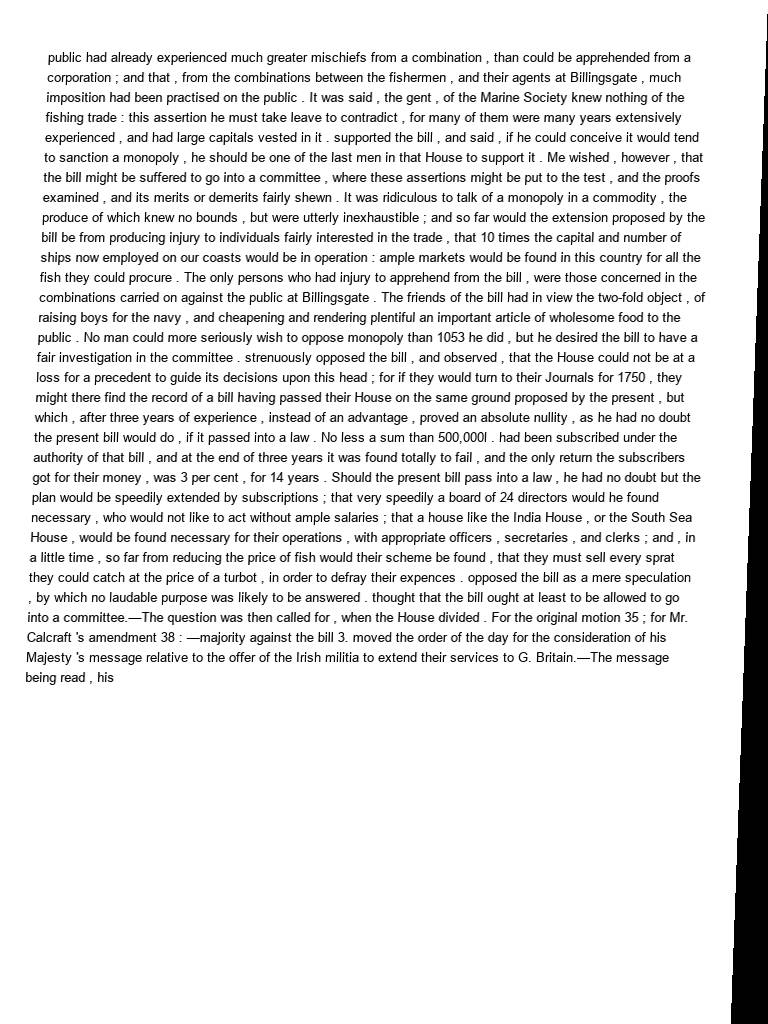 public had already experienced much greater mischiefs from a combination , than could be apprehended from a
corporation ; and that , from the combinations between the fishermen , and their agents at Billingsgate , much
imposition had been practised on the public . It was said , the gent , of the Marine Society knew nothing of the
fishing trade : this assertion he must take leave to contradict , for many of them were many years extensively
experienced , and had large capitals vested in it . supported the bill , and said , if he could conceive it would tend
to sanction a monopoly , he should be one of the last men in that House to support it . Me wished , however , that
the bill might be suffered to go into a committee , where these assertions might be put to the test , and the proofs
examined , and its merits or demerits fairly shewn . It was ridiculous to talk of a monopoly in a commodity , the
produce of which knew no bounds , but were utterly inexhaustible ; and so far would the extension proposed by the
bill be from producing injury to individuals fairly interested in the trade , that 10 times the capital and number of
ships now employed on our coasts would be in operation : ample markets would be found in this country for all the
fish they could procure . The only persons who had injury to apprehend from the bill , were those concerned in the
combinations carried on against the public at Billingsgate . The friends of the bill had in view the two-fold object , of
raising boys for the navy , and cheapening and rendering plentiful an important article of wholesome food to the
public . No man could more seriously wish to oppose monopoly than 1053 he did , but he desired the bill to have a
fair investigation in the committee . strenuously opposed the bill , and observed , that the House could not be at a
loss for a precedent to guide its decisions upon this head ; for if they would turn to their Journals for 1750 , they
might there find the record of a bill having passed their House on the same ground proposed by the present , but
which , after three years of experience , instead of an advantage , proved an absolute nullity , as he had no doubt
the present bill would do , if it passed into a law . No less a sum than 500,000l . had been subscribed under the
authority of that bill , and at the end of three years it was found totally to fail , and the only return the subscribers
got for their money , was 3 per cent , for 14 years . Should the present bill pass into a law , he had no doubt but the
plan would be speedily extended by subscriptions ; that very speedily a board of 24 directors would he found
necessary , who would not like to act without ample salaries ; that a house like the India House , or the South Sea
House , would be found necessary for their operations , with appropriate officers , secretaries , and clerks ; and , in
a little time , so far from reducing the price of fish would their scheme be found , that they must sell every sprat
they could catch at the price of a turbot , in order to defray their expences . opposed the bill as a mere speculation
, by which no laudable purpose was likely to be answered . thought that the bill ought at least to be allowed to go
into a committee.—The question was then called for , when the House divided . For the original motion 35 ; for Mr.
Calcraft 's amendment 38 : —majority against the bill 3. moved the order of the day for the consideration of his
Majesty 's message relative to the offer of the Irish militia to extend their services to G. Britain.—The message
being read , his